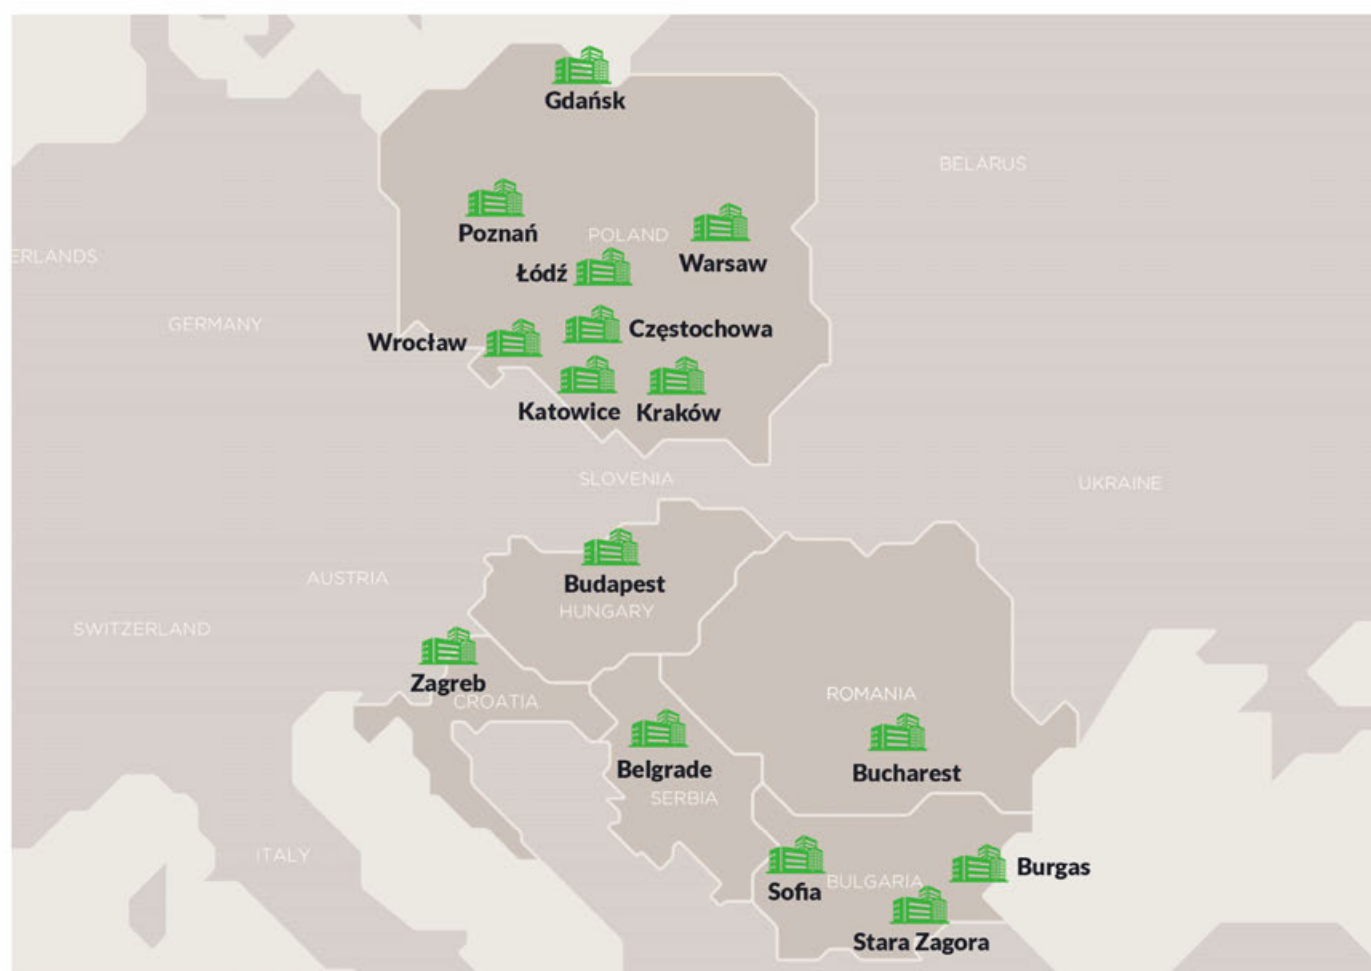 Gdańsk
BELARUS
Poznań
POLAND
Warsaw
ERLANDS
Łódź
GERMANY
Wrocław
Częstochowa
Katowice
Kraków
SLOVENIA
UKRAINE
Budapest
AUSTRIA
HUNGARY
SWITZERLAND
Zagreb
CROATIA
ROMANIA
Belgrade
Bucharest
SERBIA
ITALY
Burgas
Sofia
BULGARIA
Stara Zagora